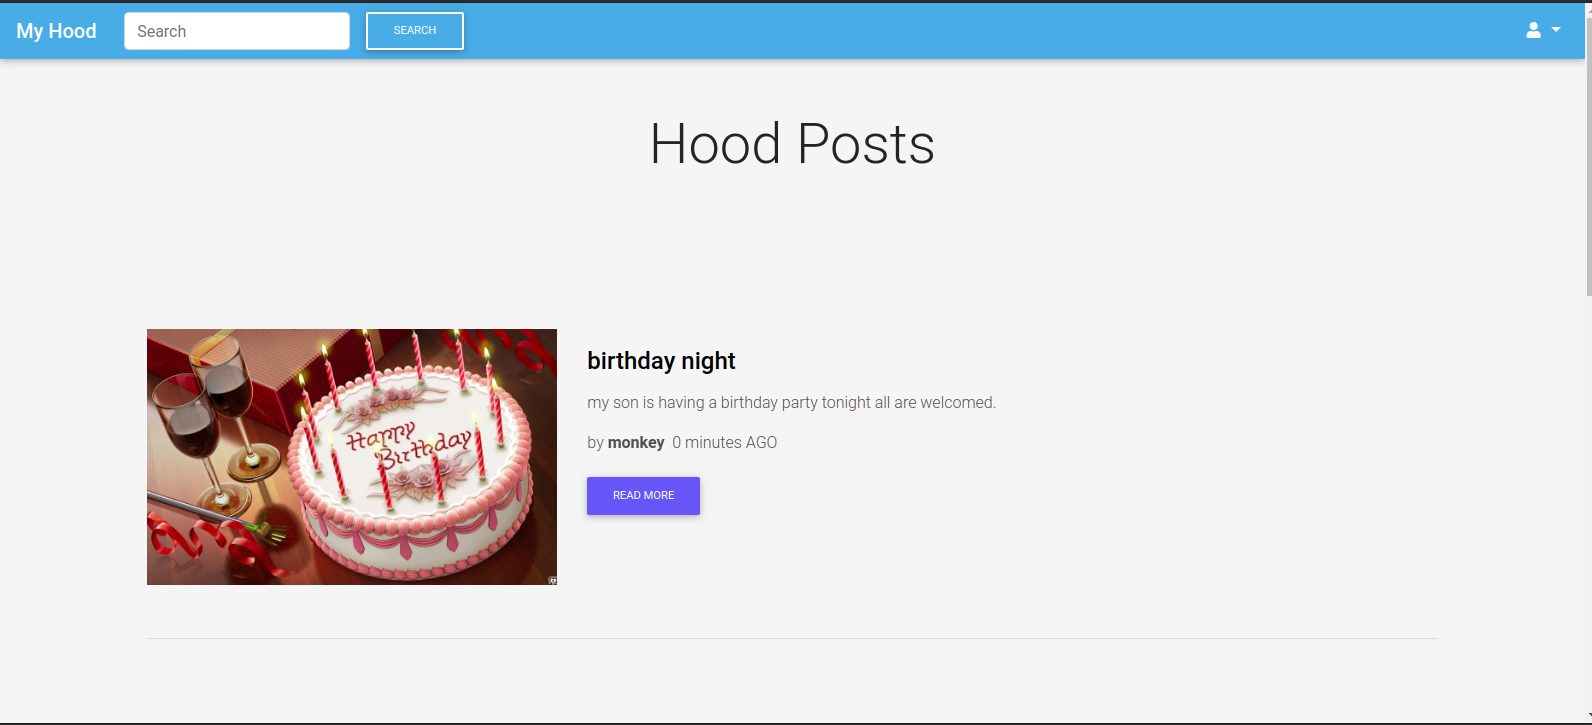 My Hood
Search
SEARCH
Hood Posts
Happy
Birthday
birthday night
my son is having a birthday party tonight all are welcomed.
by monkey 0 minutes AGO
READ MORE